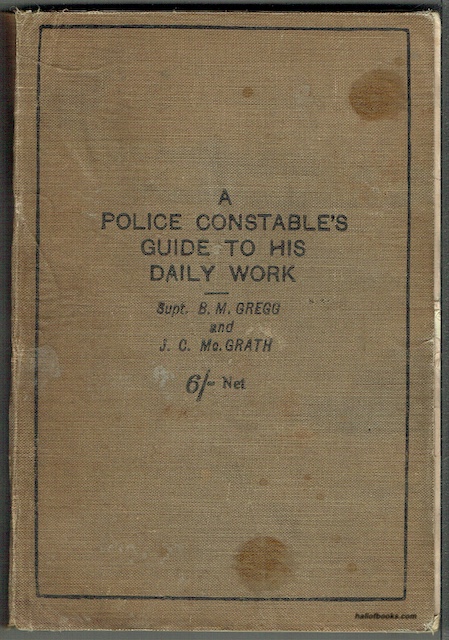 A
POLICE CONSTABLE'S
GUIDE TO HIS
DAILY WORK
Supt. B. M. GREGG
and
J. C. Mc. GRATH
6/- Net
hallofbooks.com